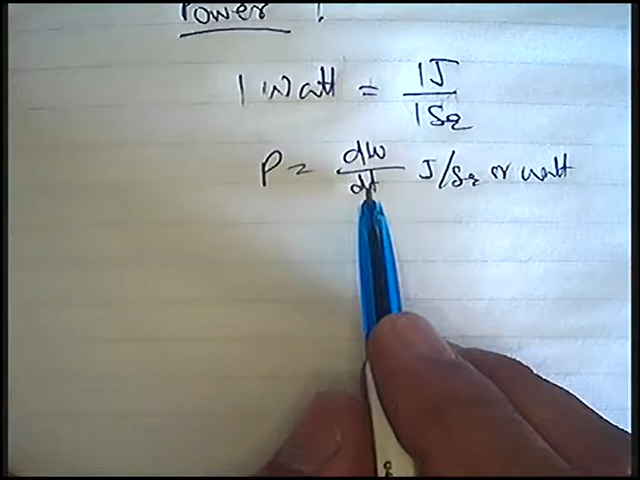 Power :
1 Watt = 1J / 1Sec
P = dw / dt J/Sec or watt